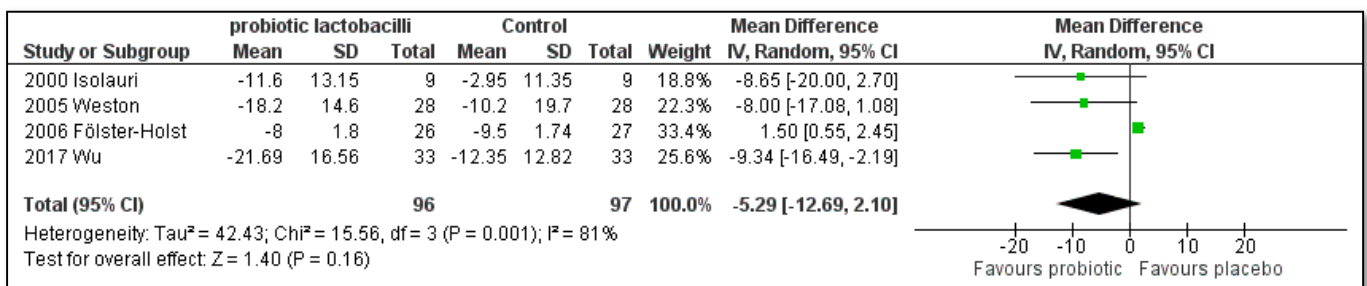 probiotic lactobacilli Control Mean Difference Mean Difference
Study or Subgroup Mean SD Total Mean SD Total Weight IV, Random, 95% CI IV, Random, 95% CI
2000 Isolauri -11.6 13.15 9 -2.95 11.35 9 18.8% -8.65 [-20.00, 2.70]
2005 Weston -18.2 14.6 28 -10.2 19.7 28 22.3% -8.00 [-17.08, 1.08]
2006 Fölster-Holst -8 1.8 26 -9.5 1.74 27 33.4% 1.50 [0.55, 2.45]
2017 Wu -21.69 16.56 33 -12.35 12.82 33 25.6% -9.34 [-16.49, -2.19]
Total (95% CI) 96 97 100.0% -5.29 [-12.69, 2.10]
Heterogeneity: Tau² = 42.43; Chi² = 15.56, df = 3 (P = 0.001); I² = 81%
Test for overall effect: Z = 1.40 (P = 0.16)
-20 -10 0 10 20
Favours probiotic Favours placebo